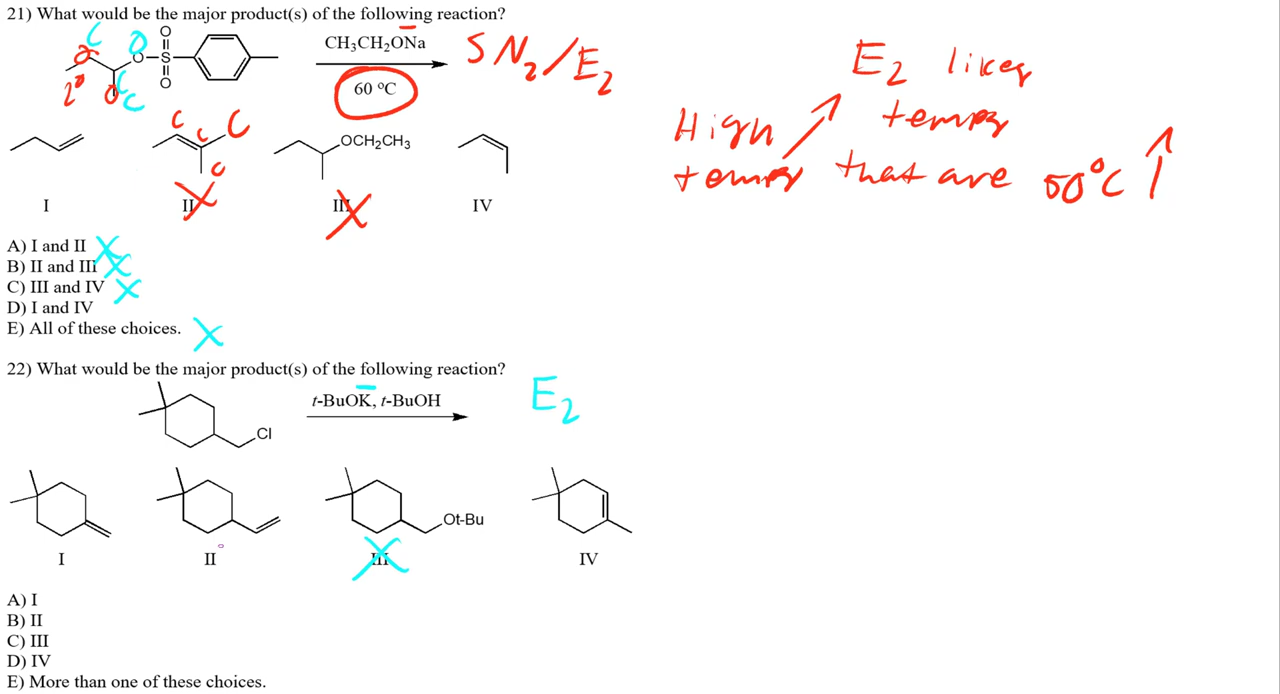 21) What would be the major product(s) of the following reaction?
C O O
α O S CH3CH2ONa SN2/E2 E2 likes
2° α C O 60 °C High temps
C C C temps that are 50°C ↑
OCH2CH3
I II III IV
A) I and II
B) II and III
C) III and IV
D) I and IV
E) All of these choices.
22) What would be the major product(s) of the following reaction?
t-BuOK, t-BuOH E2
Cl
Ot-Bu
I II III IV
A) I
B) II
C) III
D) IV
E) More than one of these choices.